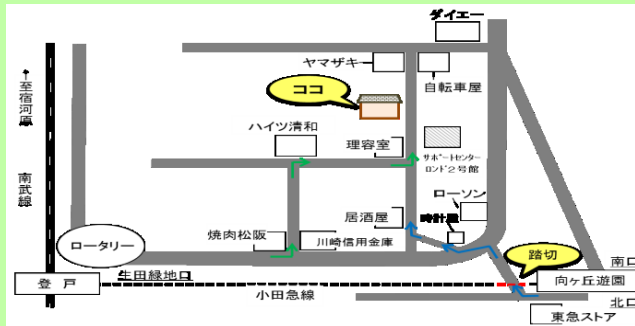 ダイエー
ヤマザキ
自転車屋
ココ
↑至宿河原
南武線
ハイツ清和
理容室
サポートセンター
ロンド2号館
ローソン
居酒屋
時計屋
焼肉松阪
川崎信用金庫
ロータリー
踏切
南口
生田緑地口
登戸
向ヶ丘遊園
小田急線
北口
東急ストア